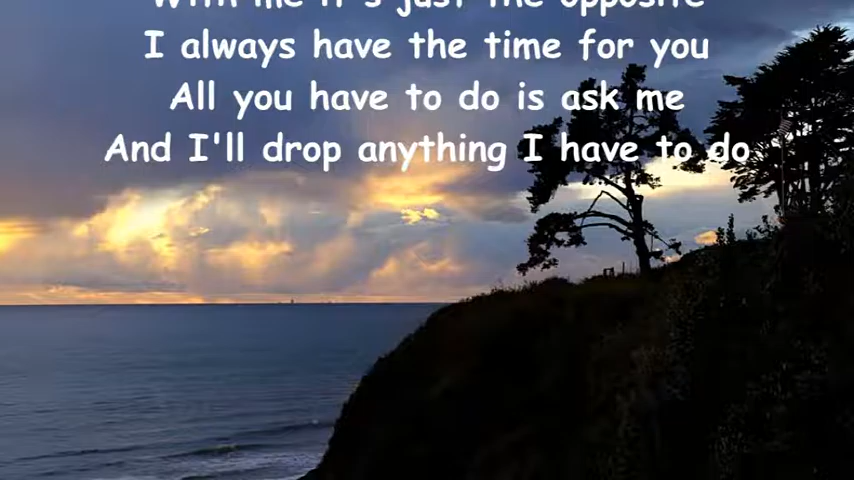 With me it's just the opposite
I always have the time for you
All you have to do is ask me
And I'll drop anything I have to do